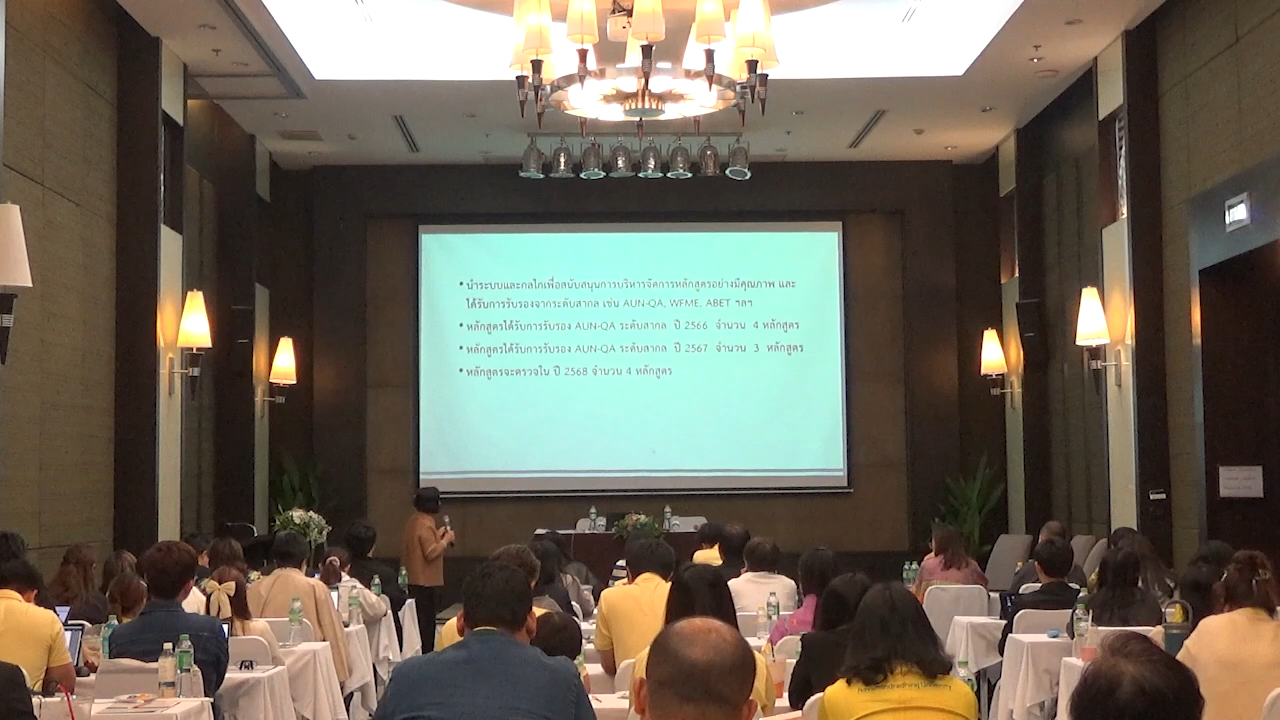 • นำระบบและกลไกเพื่อสนับสนุนการบริหารจัดการหลักสูตรอย่างมีคุณภาพ และ
ได้รับการรับรองจากระดับสากล เช่น AUN-QA, WFME, ABET ฯลฯ
• หลักสูตรได้รับการรับรอง AUN-QA ระดับสากล ปี 2566 จำนวน 4 หลักสูตร
• หลักสูตรได้รับการรับรอง AUN-QA ระดับสากล ปี 2567 จำนวน 3 หลักสูตร
• หลักสูตรจะตรวจใน ปี 2568 จำนวน 4 หลักสูตร